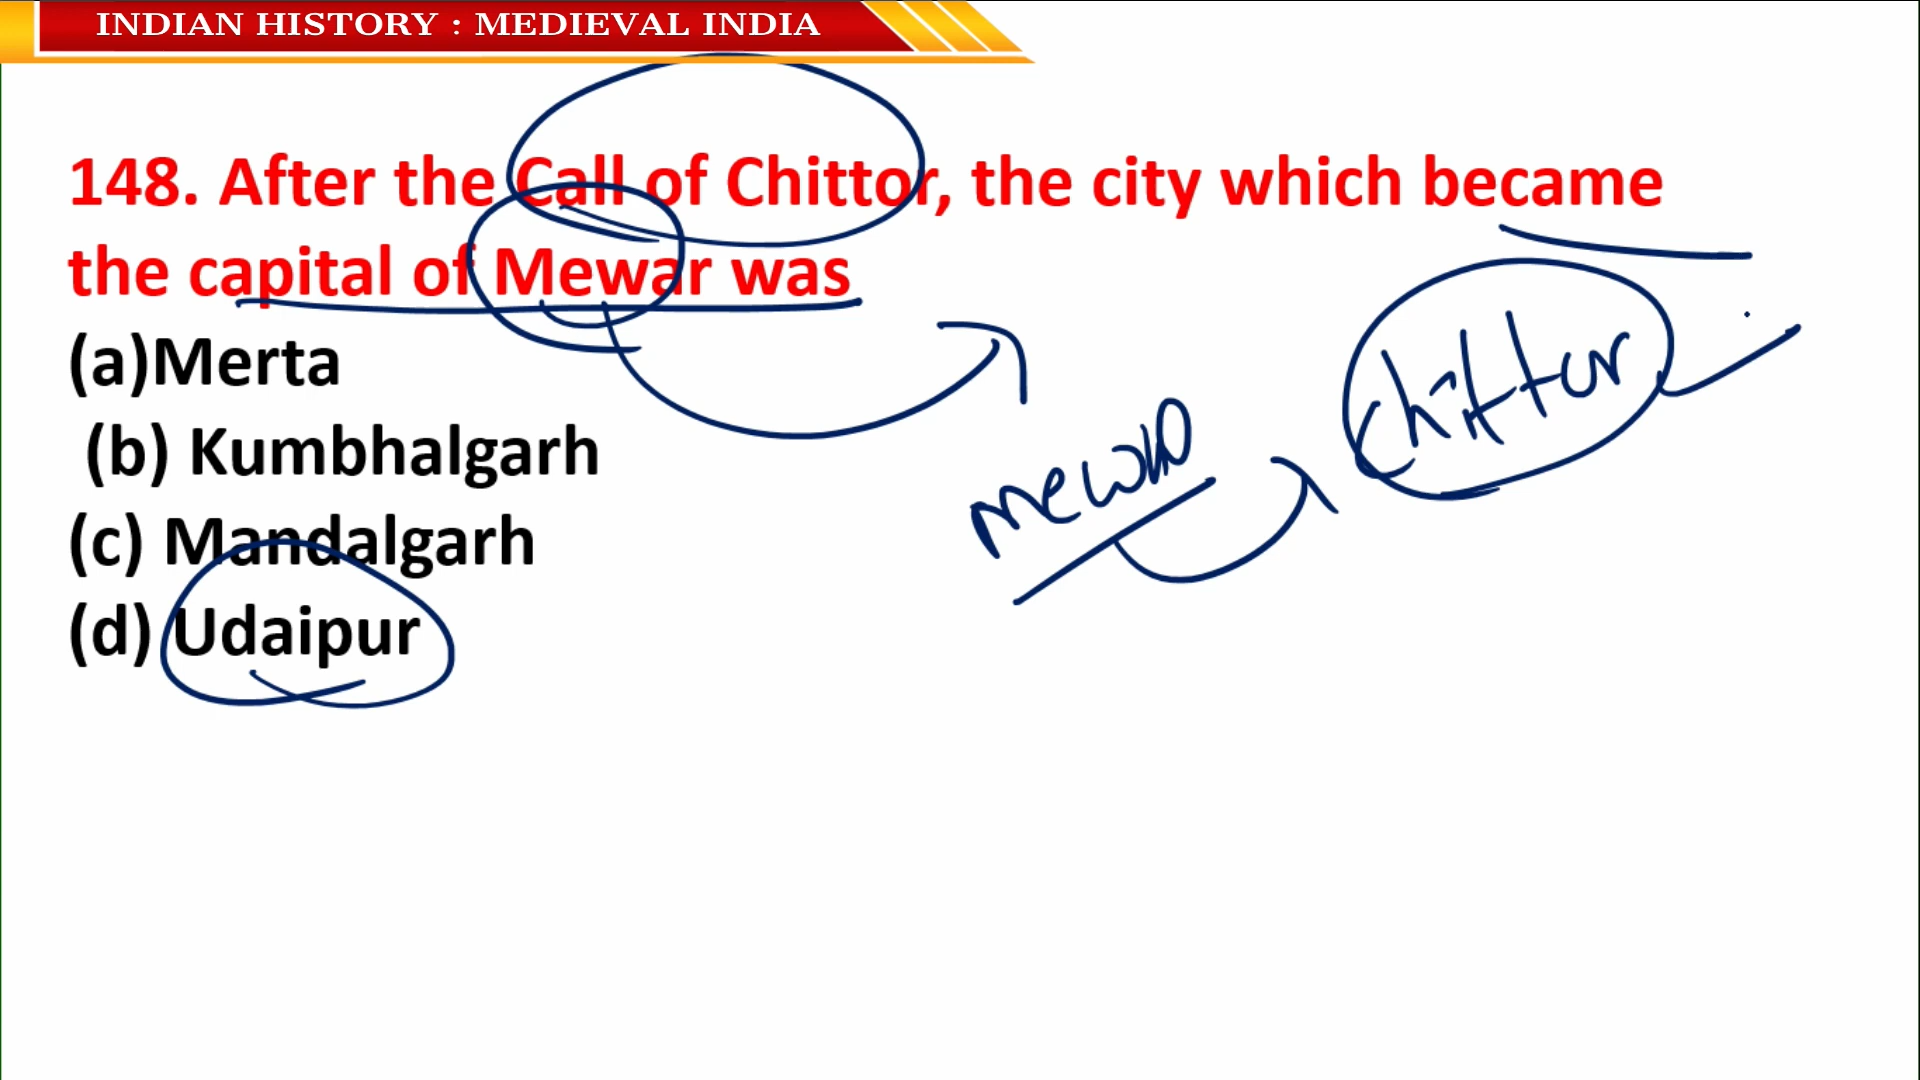 INDIAN HISTORY : MEDIEVAL INDIA
148. After the Call of Chittor, the city which became
the capital of Mewar was
(a)Merta
(b) Kumbhalgarh
(c) Mandalgarh
(d) Udaipur
chittor